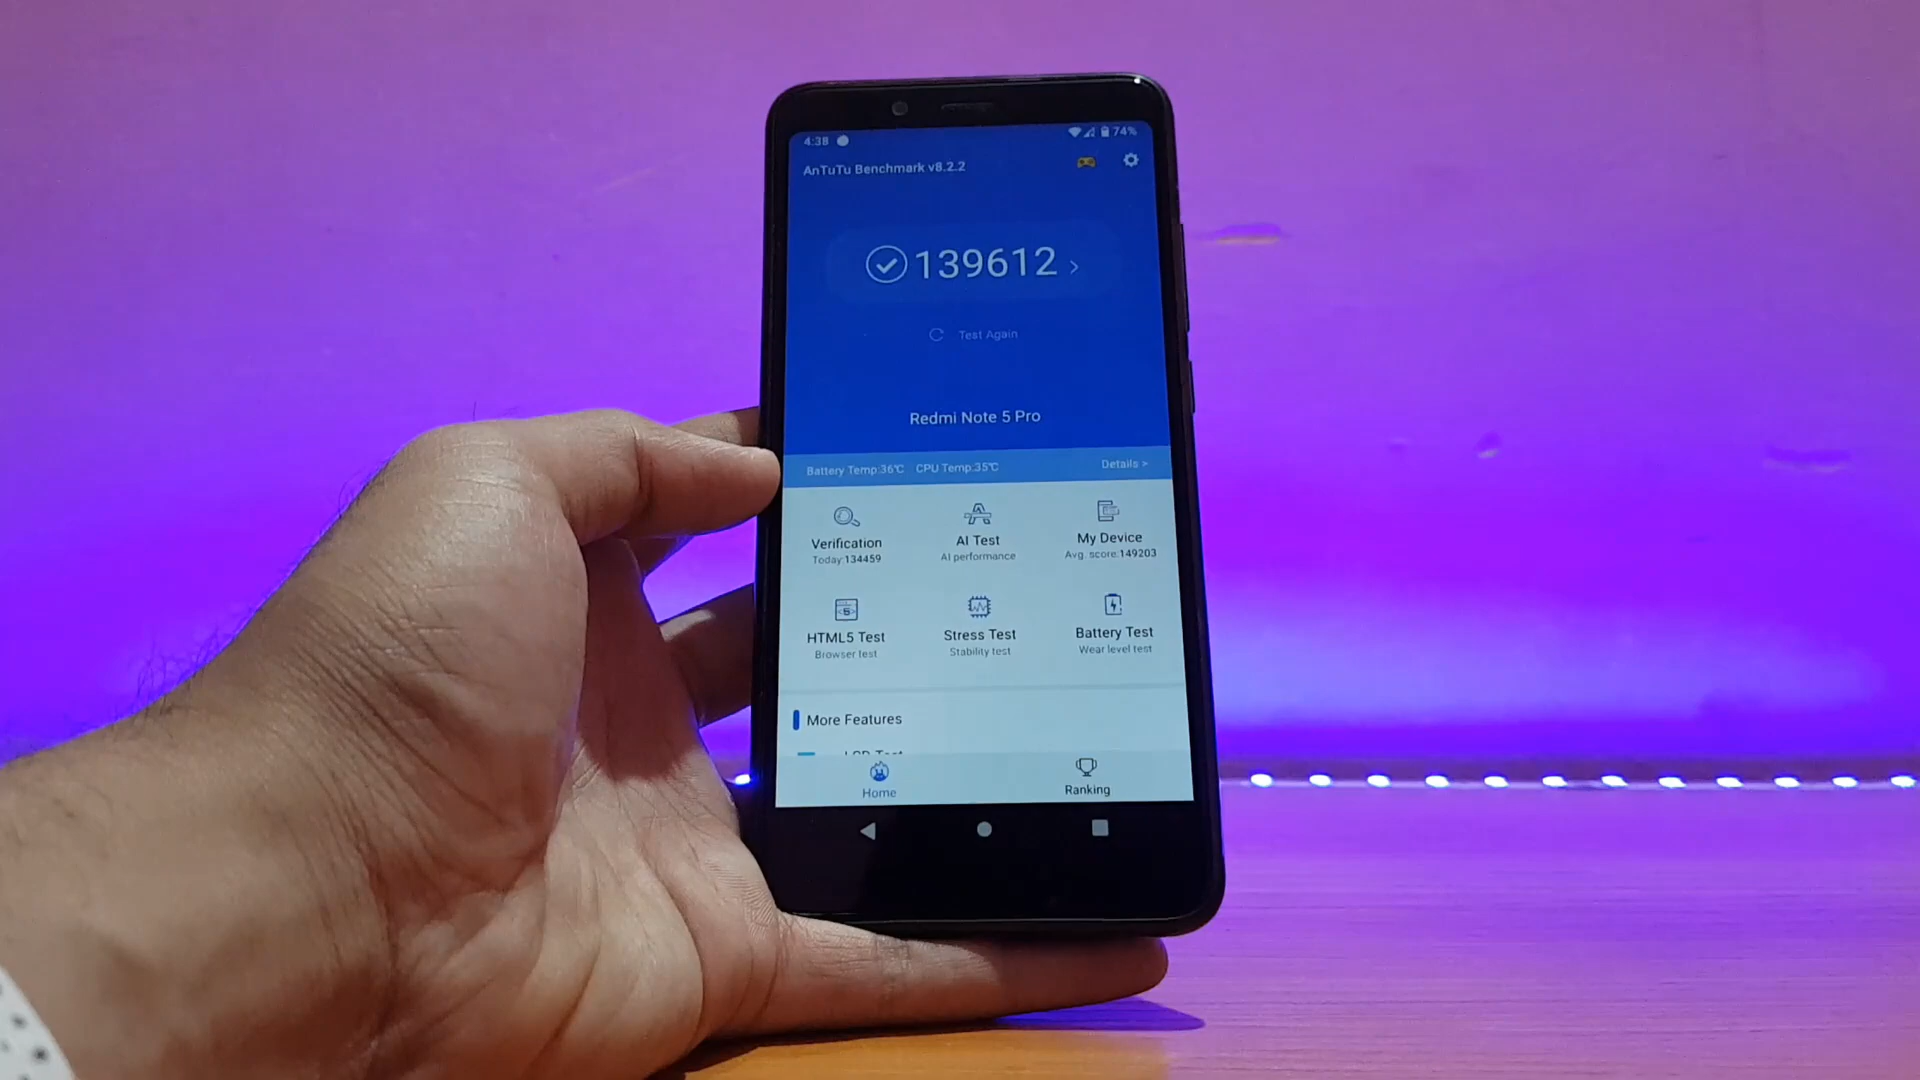 4:38 74%
AnTuTu Benchmark v8.2.2
139612 >
Test Again
Redmi Note 5 Pro
Battery Temp:36℃ CPU Temp:35℃ Details >
Verification AI Test My Device
Today:134459 AI performance Avg. score:149203
HTML5 Test Stress Test Battery Test
Browser test Stability test Wear level test
More Features
LCD Test
Home Ranking